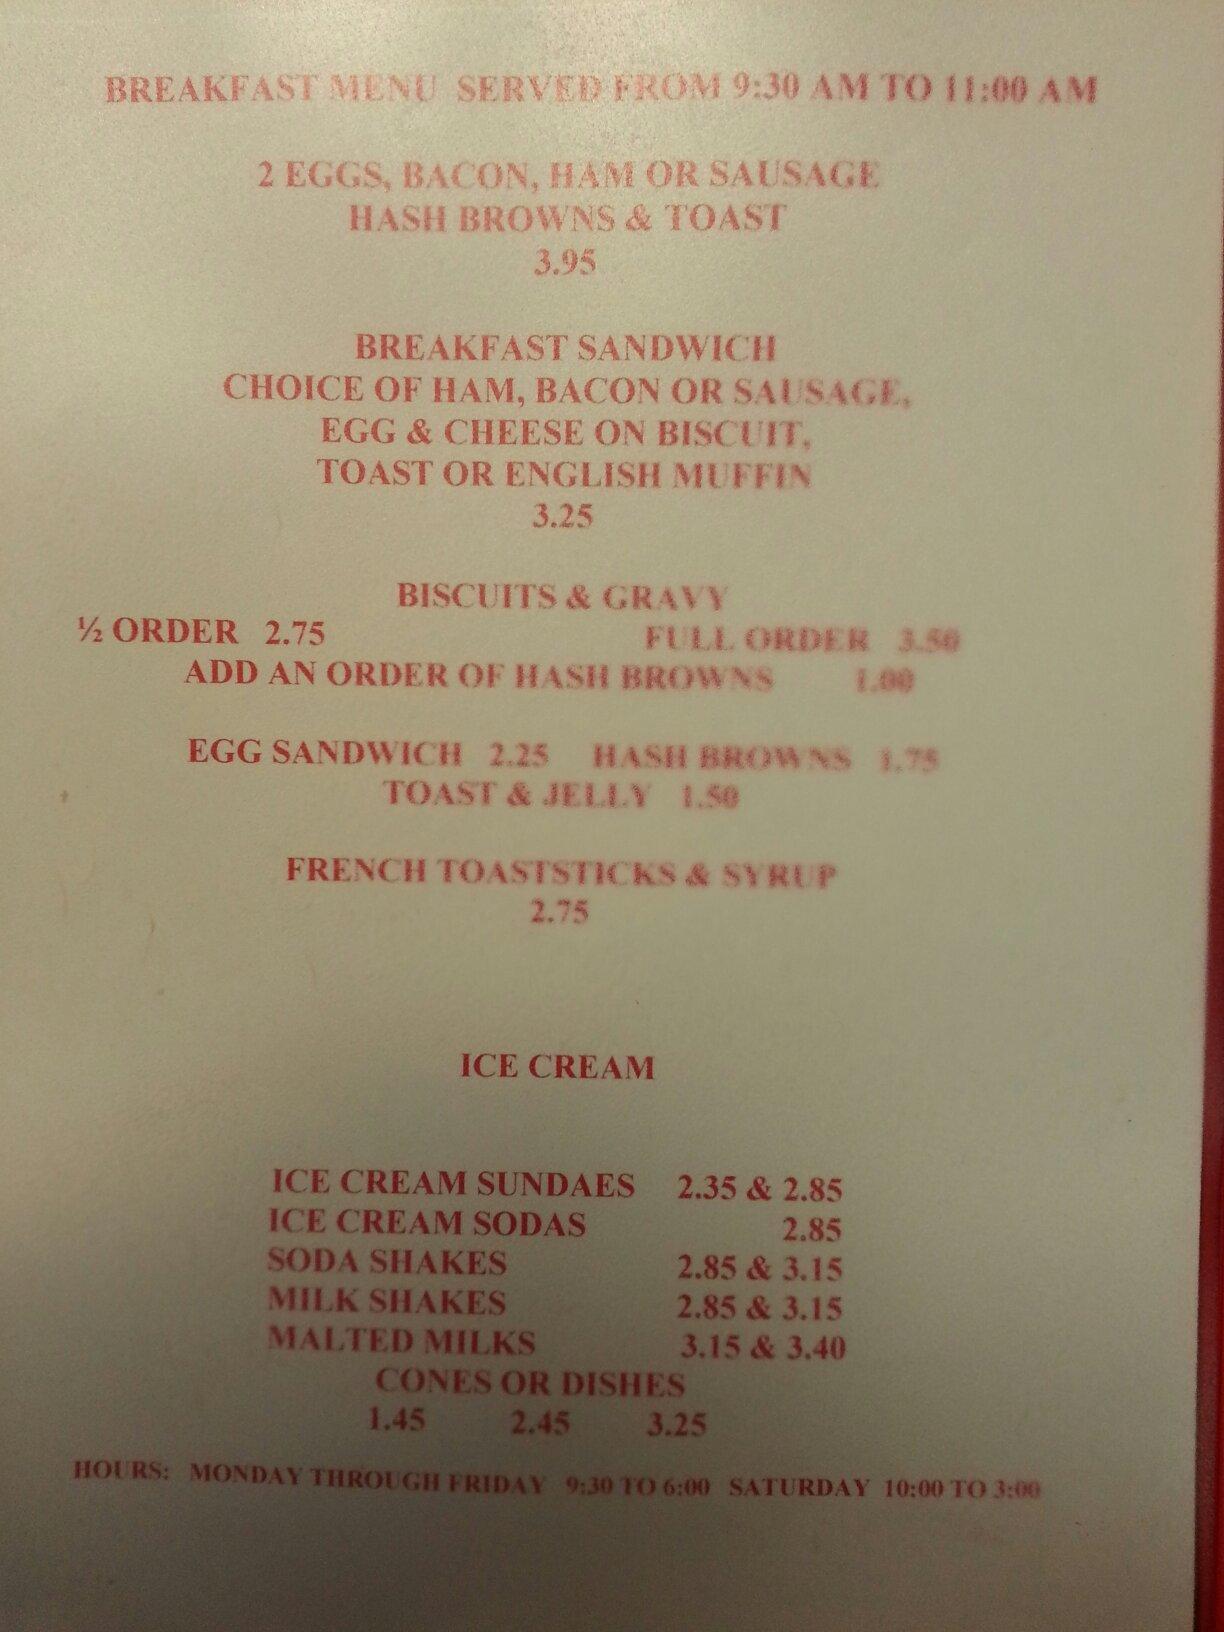 BREAKFAST MENU SERVED FROM 9:30 AM TO 11:00 AM
2 EGGS, BACON, HAM OR SAUSAGE
HASH BROWNS & TOAST
3.95
BREAKFAST SANDWICH
CHOICE OF HAM, BACON OR SAUSAGE,
EGG & CHEESE ON BISCUIT,
TOAST OR ENGLISH MUFFIN
3.25
BISCUITS & GRAVY
½ ORDER 2.75 FULL ORDER 3.50
ADD AN ORDER OF HASH BROWNS 1.00
EGG SANDWICH 2.25 HASH BROWNS 1.75
TOAST & JELLY 1.50
FRENCH TOASTSTICKS & SYRUP
2.75
ICE CREAM
ICE CREAM SUNDAES 2.35 & 2.85
ICE CREAM SODAS 2.85
SODA SHAKES 2.85 & 3.15
MILK SHAKES 2.85 & 3.15
MALTED MILKS 3.15 & 3.40
CONES OR DISHES
1.45 2.45 3.25
HOURS: MONDAY THROUGH FRIDAY 9:30 TO 6:00 SATURDAY 10:00 TO 3:00